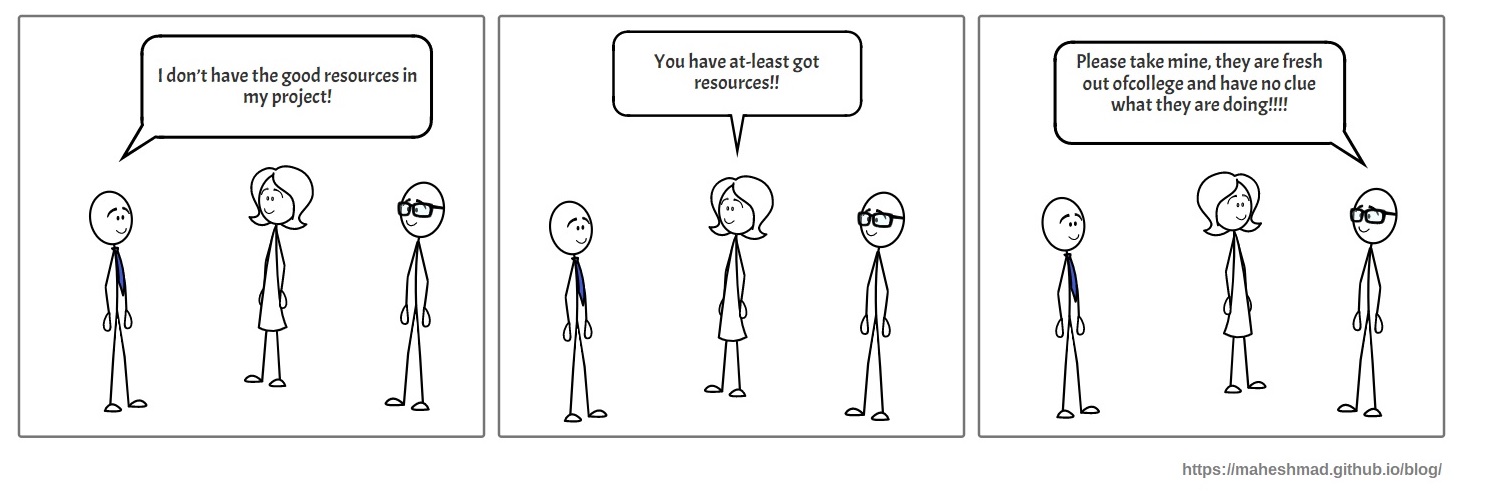 I don't have the good resources in
my project!
You have at-least got
resources!!
Please take mine, they are fresh
out ofcollege and have no clue
what they are doing!!!!
https://maheshmad.github.io/blog/